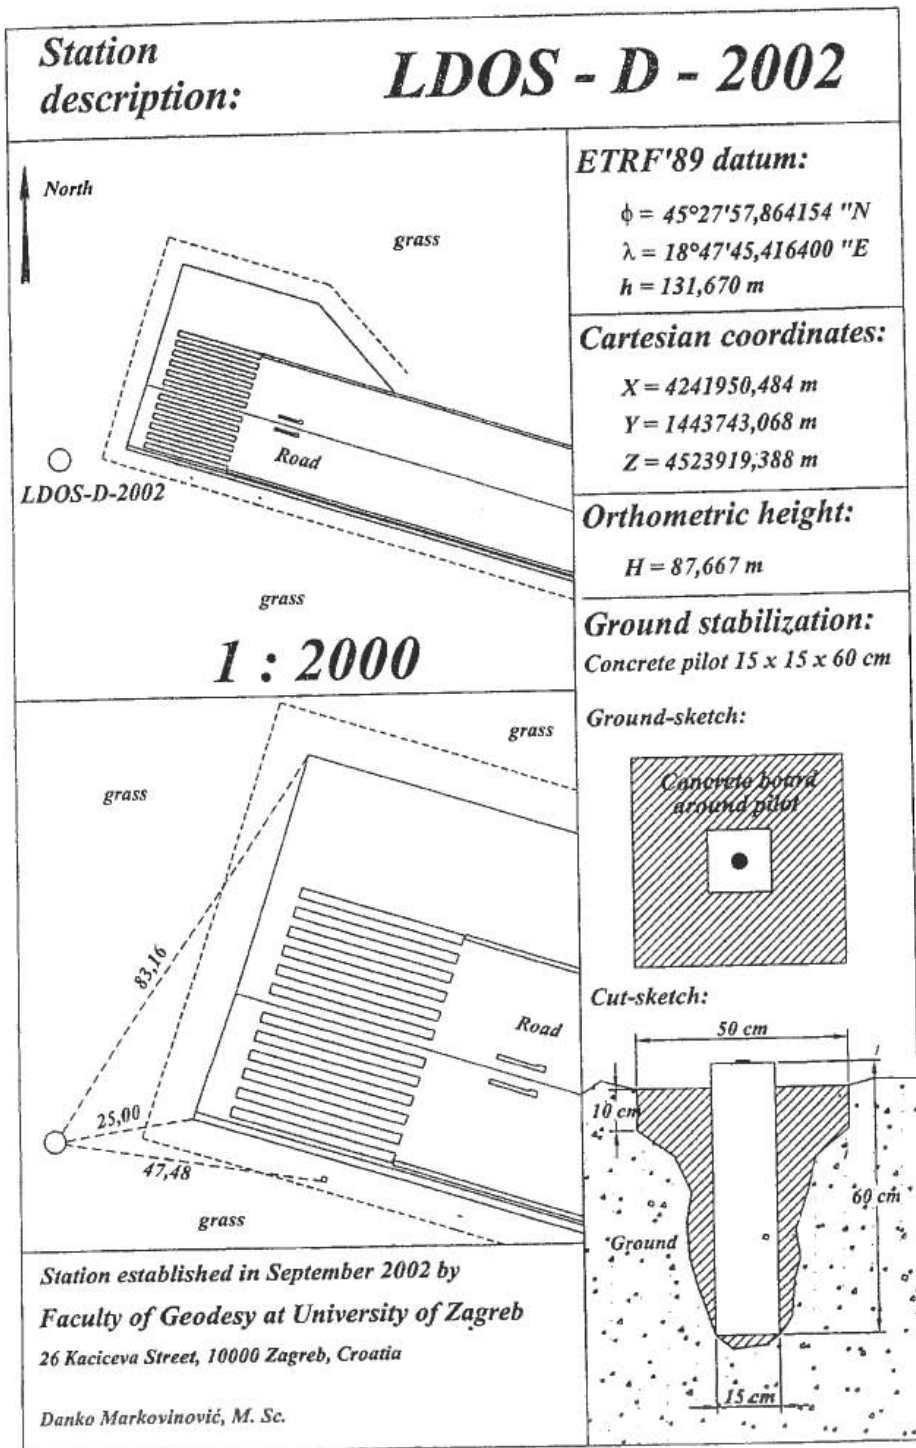 Station
description:
LDOS - D - 2002
North
grass
Road
LDOS-D-2002
grass
1 : 2000
ETRF'89 datum:
ϕ = 45°27'57,864154 "N
λ = 18°47'45,416400 "E
h = 131,670 m
Cartesian coordinates:
X = 4241950,484 m
Y = 1443743,068 m
Z = 4523919,388 m
Orthometric height:
H = 87,667 m
Ground stabilization:
Concrete pilot 15 x 15 x 60 cm
Ground-sketch:
Concrete board
around pilot
Cut-sketch:
50 cm
10 cm
60 cm
Ground
15 cm
grass
grass
83,16
Road
25,00
47,48
grass
Station established in September 2002 by
Faculty of Geodesy at University of Zagreb
26 Kaciceva Street, 10000 Zagreb, Croatia
Danko Markovinović, M. Sc.